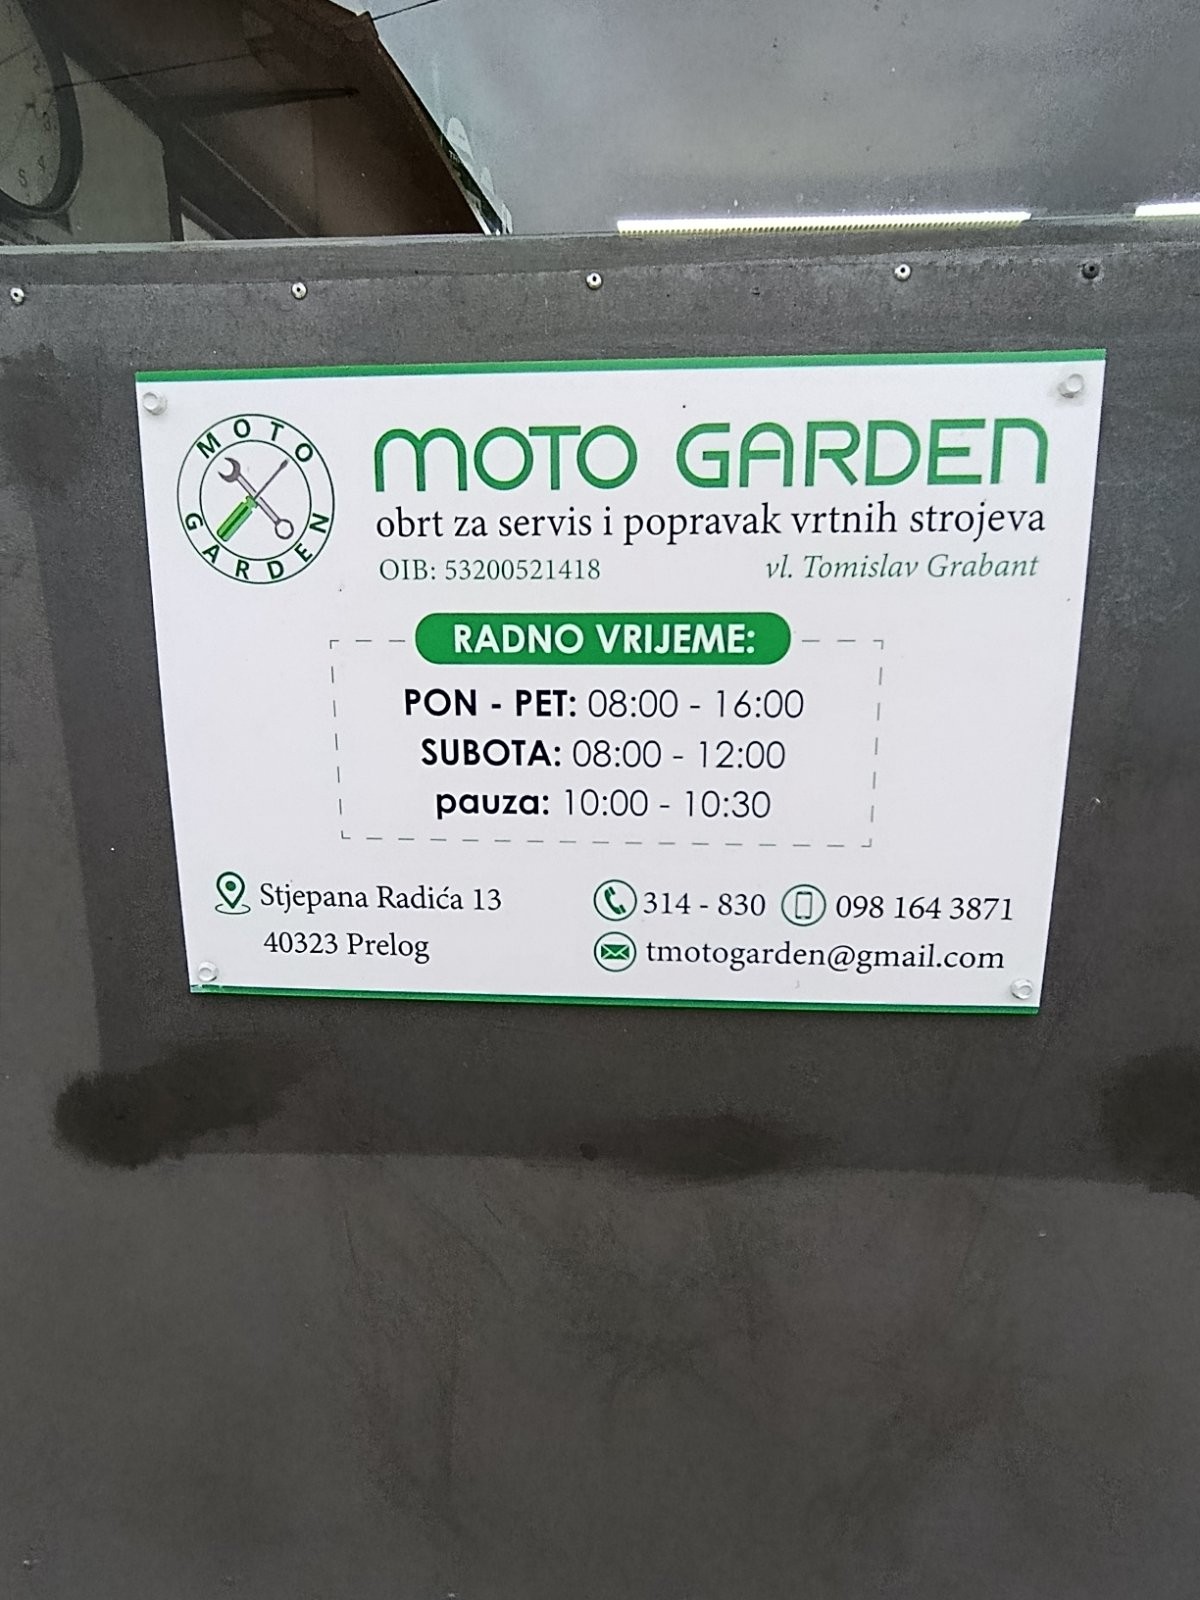 MOTO GARDEN
MOTO GARDEN
obrt za servis i popravak vrtnih strojeva
OIB: 53200521418 vl. Tomislav Grabant
RADNO VRIJEME:
PON - PET: 08:00 - 16:00
SUBOTA: 08:00 - 12:00
pauza: 10:00 - 10:30
Stjepana Radića 13 314 - 830 098 164 3871
40323 Prelog tmotogarden@gmail.com